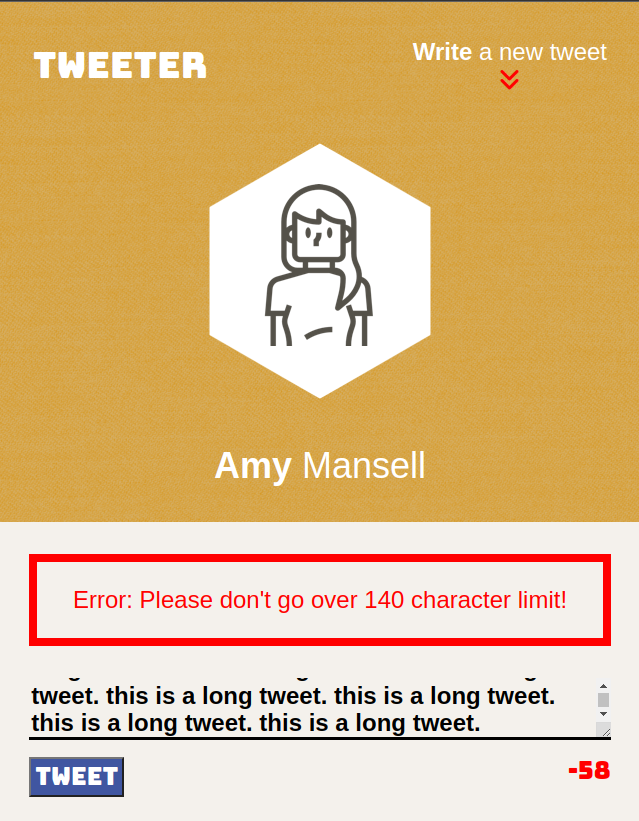 TWEETER
Write a new tweet
Amy Mansell
Error: Please don't go over 140 character limit!
tweet. this is a long tweet. this is a long tweet.
this is a long tweet. this is a long tweet.
TWEET
-58